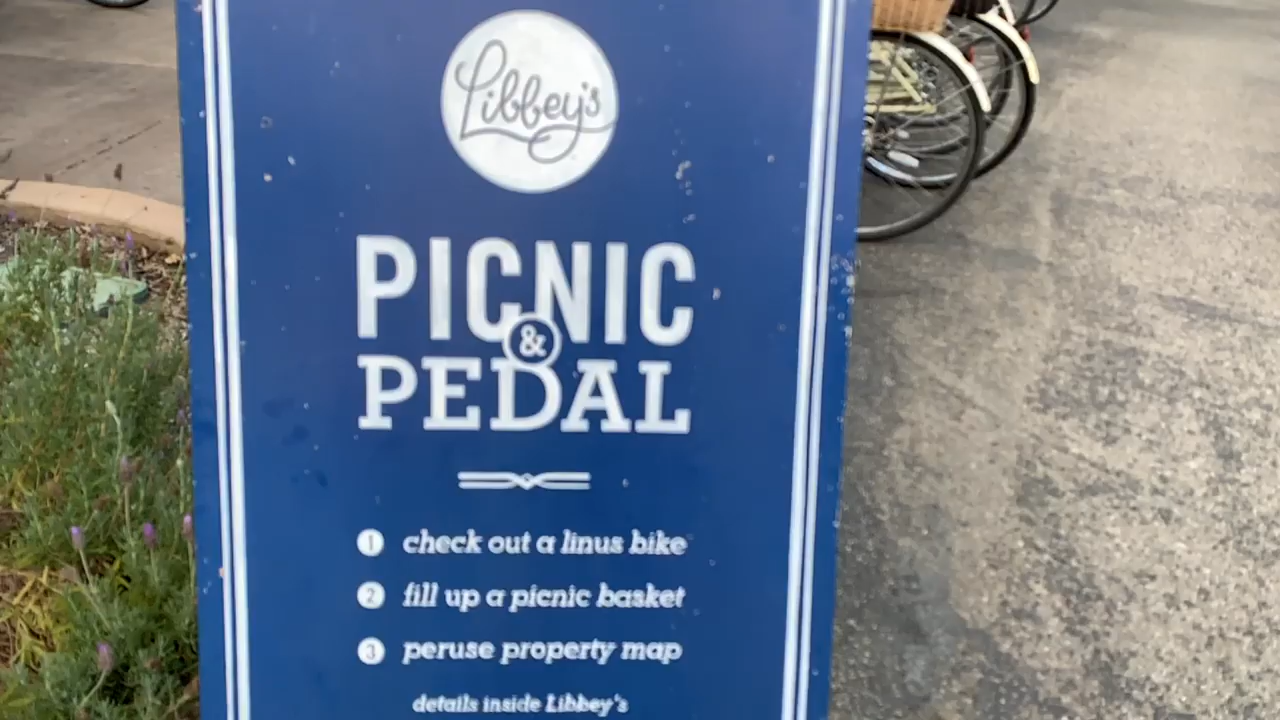 Libbey's
PICNIC
&
PEDAL
1 check out a linus bike
2 fill up a picnic basket
3 peruse property map
details inside Libbey's